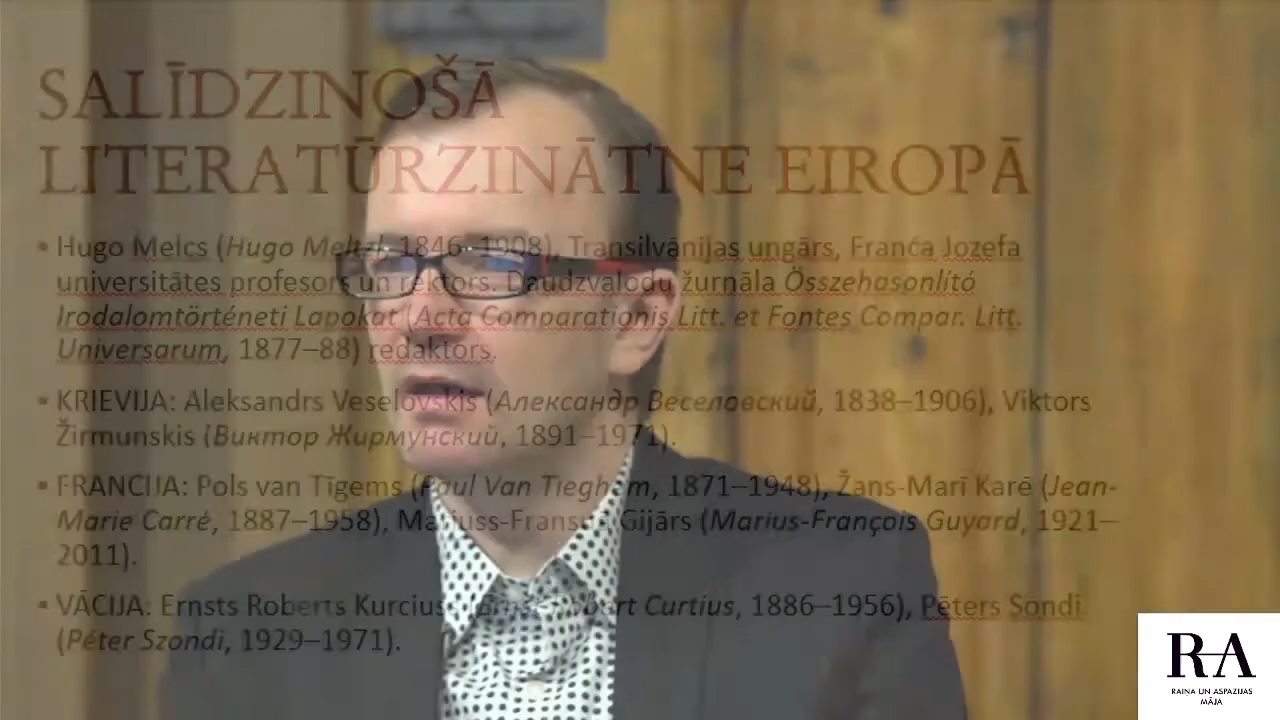 SALĪDZINOŠĀ
LITERATŪRZINĀTNE EIROPĀ
▪ Hugo Melcs (Hugo Meltzl, 1846–1908), Transilvānijas ungārs, Franča Jozefa
universitātes profesors un rektors. Daudzvalodu žurnāla Összehasonlító
Irodalomtörténeti Lapokat (Acta Comparationis Litt. et Fontes Compar. Litt.
Universarum, 1877–88) redaktors.
▪ KRIEVIJA: Aleksandrs Veselovskis (Александр Веселовский, 1838–1906), Viktors
Žirmunskis (Виктор Жирмунский, 1891–1971).
▪ FRANCIJA: Pols van Tīgems (Paul Van Tieghem, 1871–1948), Žans-Marī Karē (Jean-
Marie Carré, 1887–1958), Mariuss-Fransuā Gijārs (Marius-François Guyard, 1921–
2011).
▪ VĀCIJA: Ernsts Roberts Kurciuss (Ernst Robert Curtius, 1886–1956), Pēters Sondi
(Péter Szondi, 1929–1971).
RA
RAIŅA UN ASPAZIJAS
MĀJA